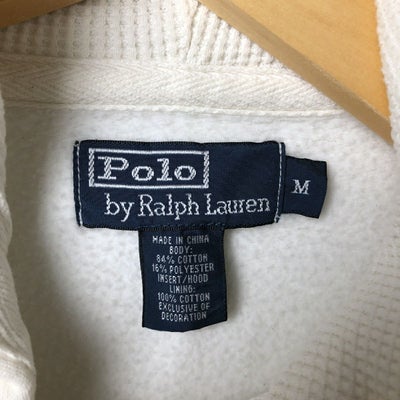 Polo
by Ralph Lauren
M
MADE IN CHINA
BODY:
84% COTTON
16% POLYESTER
INSERT/HOOD
LINING:
100% COTTON
EXCLUSIVE OF
DECORATION